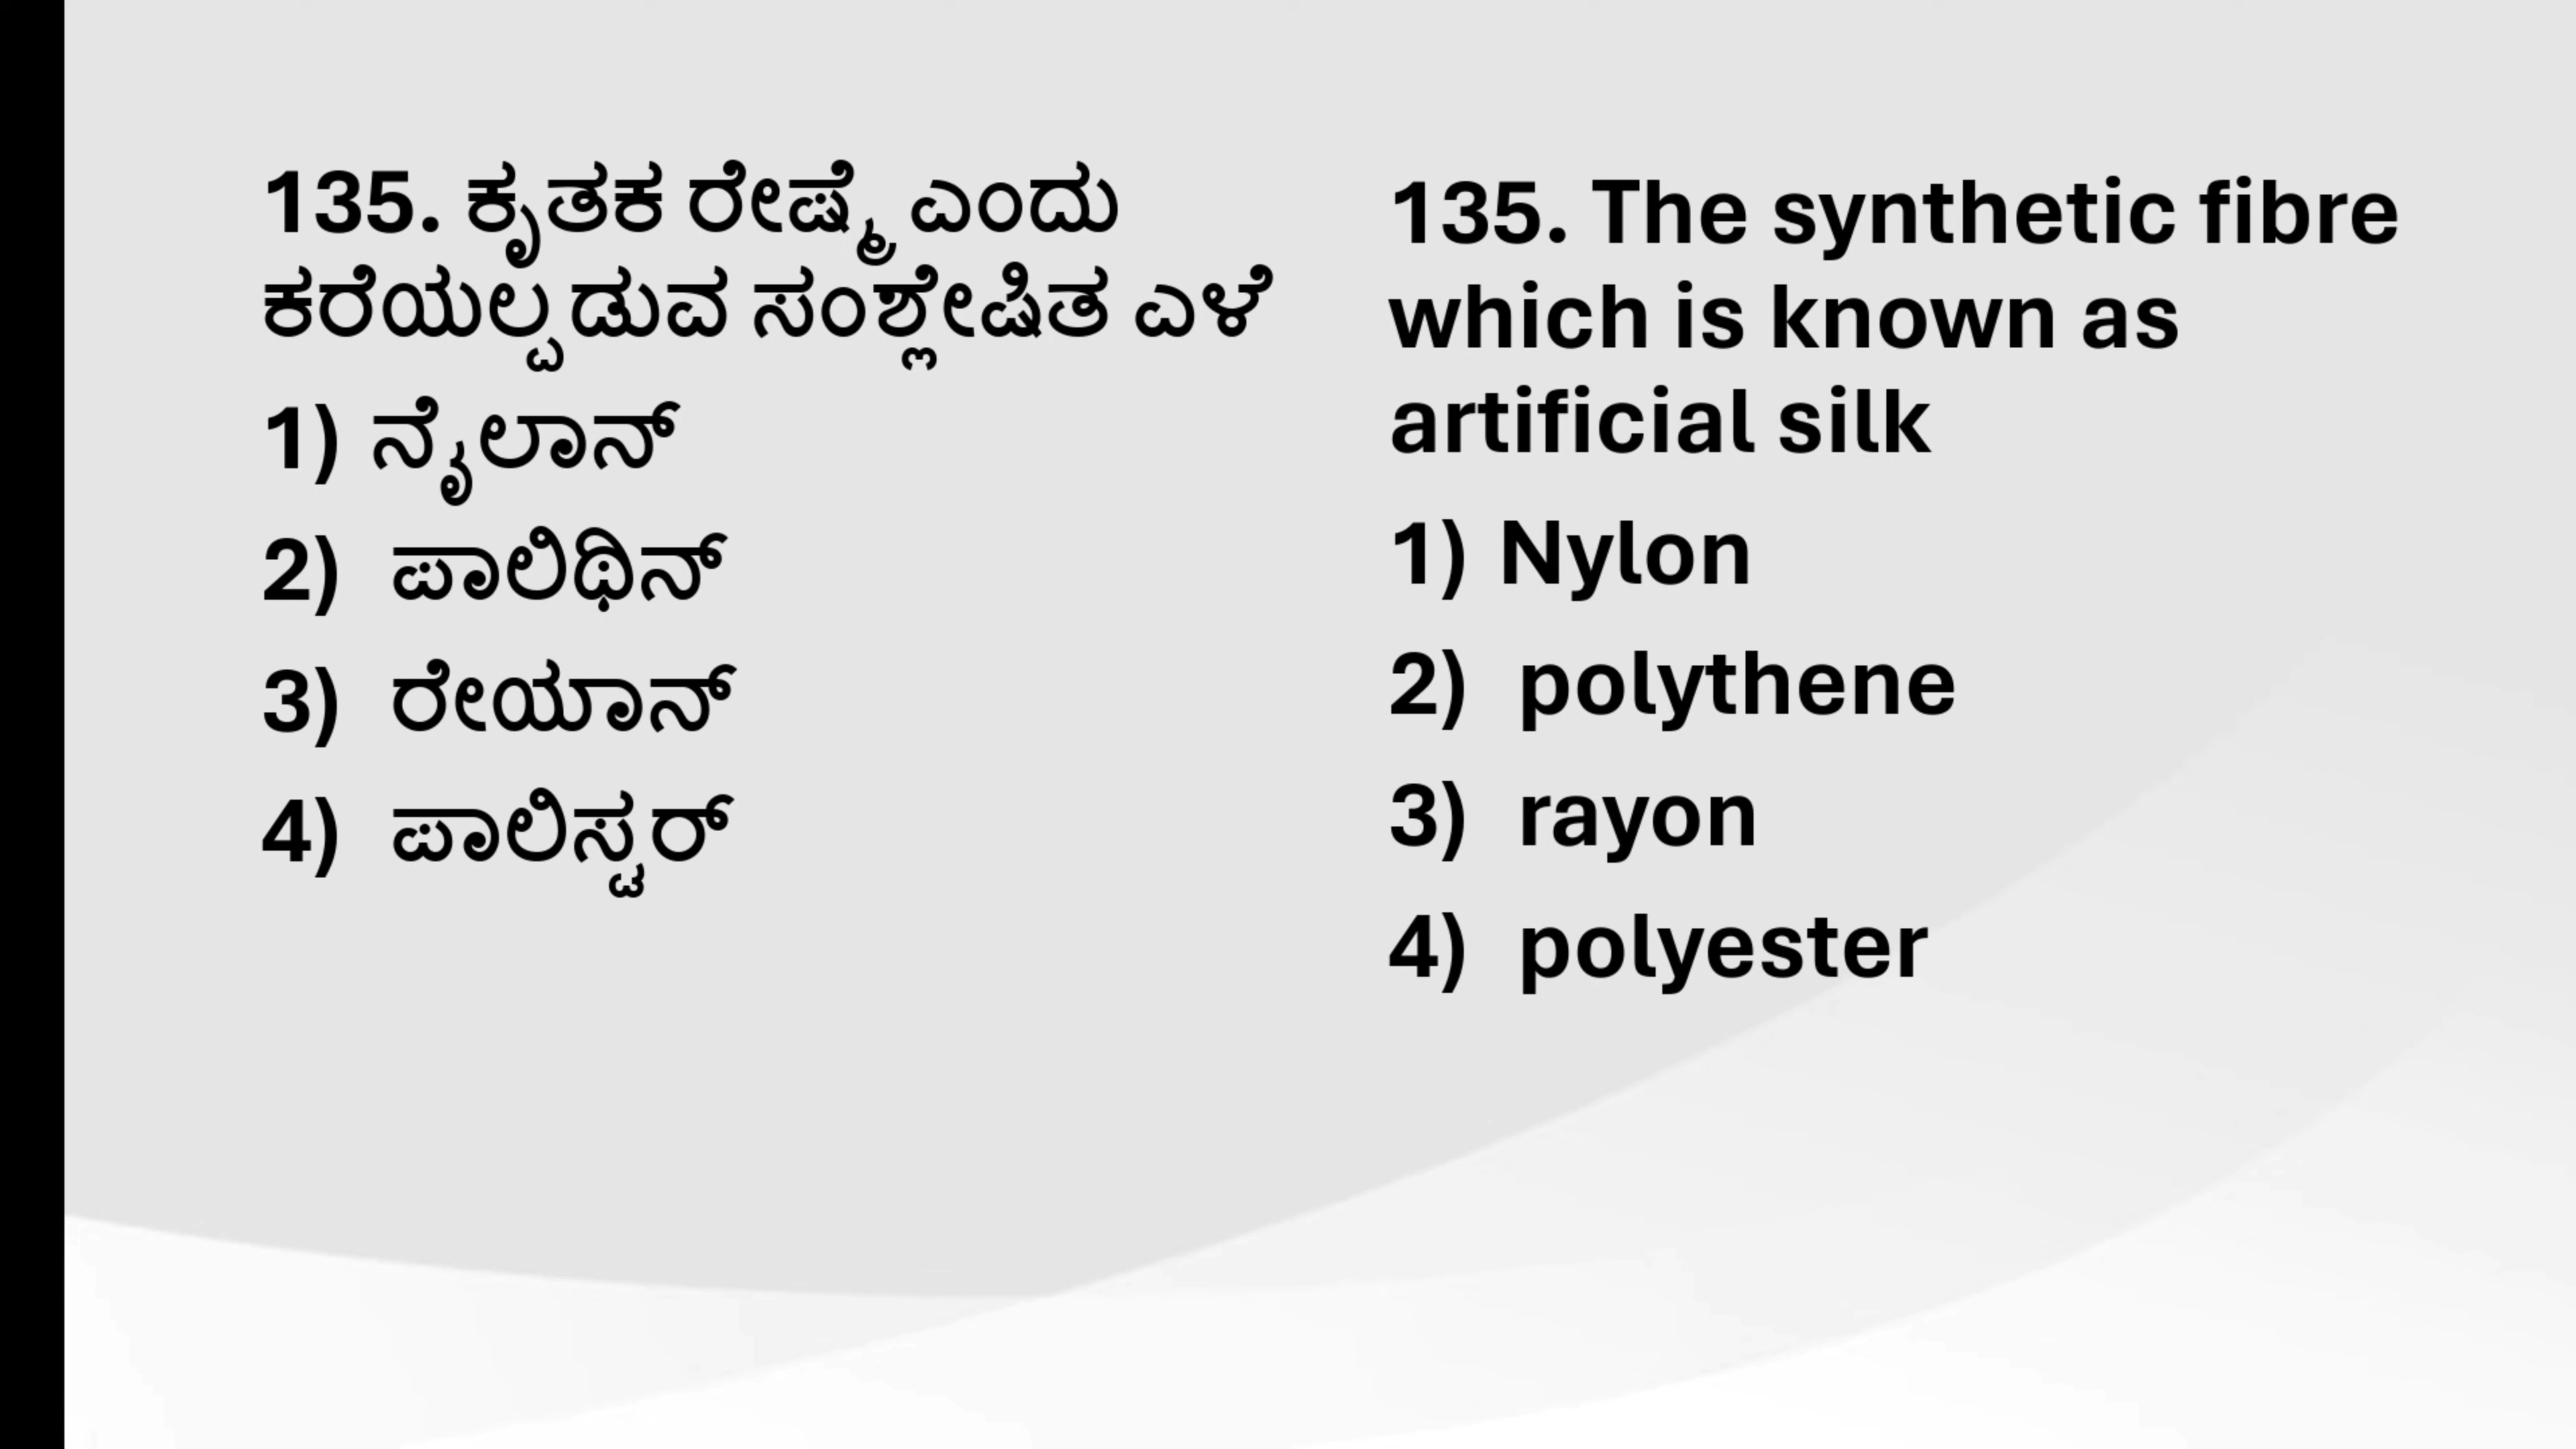 135. ಕೃತಕ ರೇಷ್ಮೆ ಎಂದು
ಕರೆಯಲ್ಪಡುವ ಸಂಶ್ಲೇಷಿತ ಎಳೆ
1) ನೈಲಾನ್
2) ಪಾಲಿಥಿನ್
3) ರೇಯಾನ್
4) ಪಾಲಿಸ್ಟರ್
135. The synthetic fibre
which is known as
artificial silk
1) Nylon
2) polythene
3) rayon
4) polyester